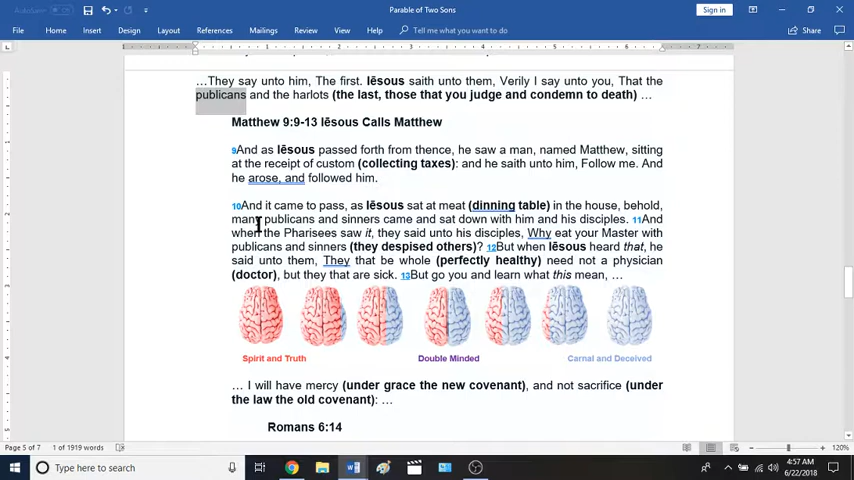 AutoSave
Parable of Two Sons
Sign in
File Home Insert Draw Design Layout References Mailings Review View Help Tell me what you want to do
…They say unto him, The first. Iēsous saith unto them, Verily I say unto you, That the
publicans and the harlots (the last, those that you judge and condemn to death) …
Matthew 9:9-13 Iēsous Calls Matthew
9And as Iēsous passed forth from thence, he saw a man, named Matthew, sitting
at the receipt of custom (collecting taxes): and he saith unto him, Follow me. And
he arose, and followed him.
10And it came to pass, as Iēsous sat at meat (dinning table) in the house, behold,
many publicans and sinners came and sat down with him and his disciples. 11And
when the Pharisees saw it, they said unto his disciples, Why eat your Master with
publicans and sinners (they despised others)? 12But when Iēsous heard that, he
said unto them, They that be whole (perfectly healthy) need not a physician
(doctor), but they that are sick. 13But go you and learn what this mean, …
Spirit and Truth Double Minded Carnal and Deceived
… I will have mercy (under grace the new covenant), and not sacrifice (under
the law the old covenant): …
Romans 6:14
Page 5 of 7 1 of 1919 words 120%
Type here to search
4:57 AM
6/22/2018